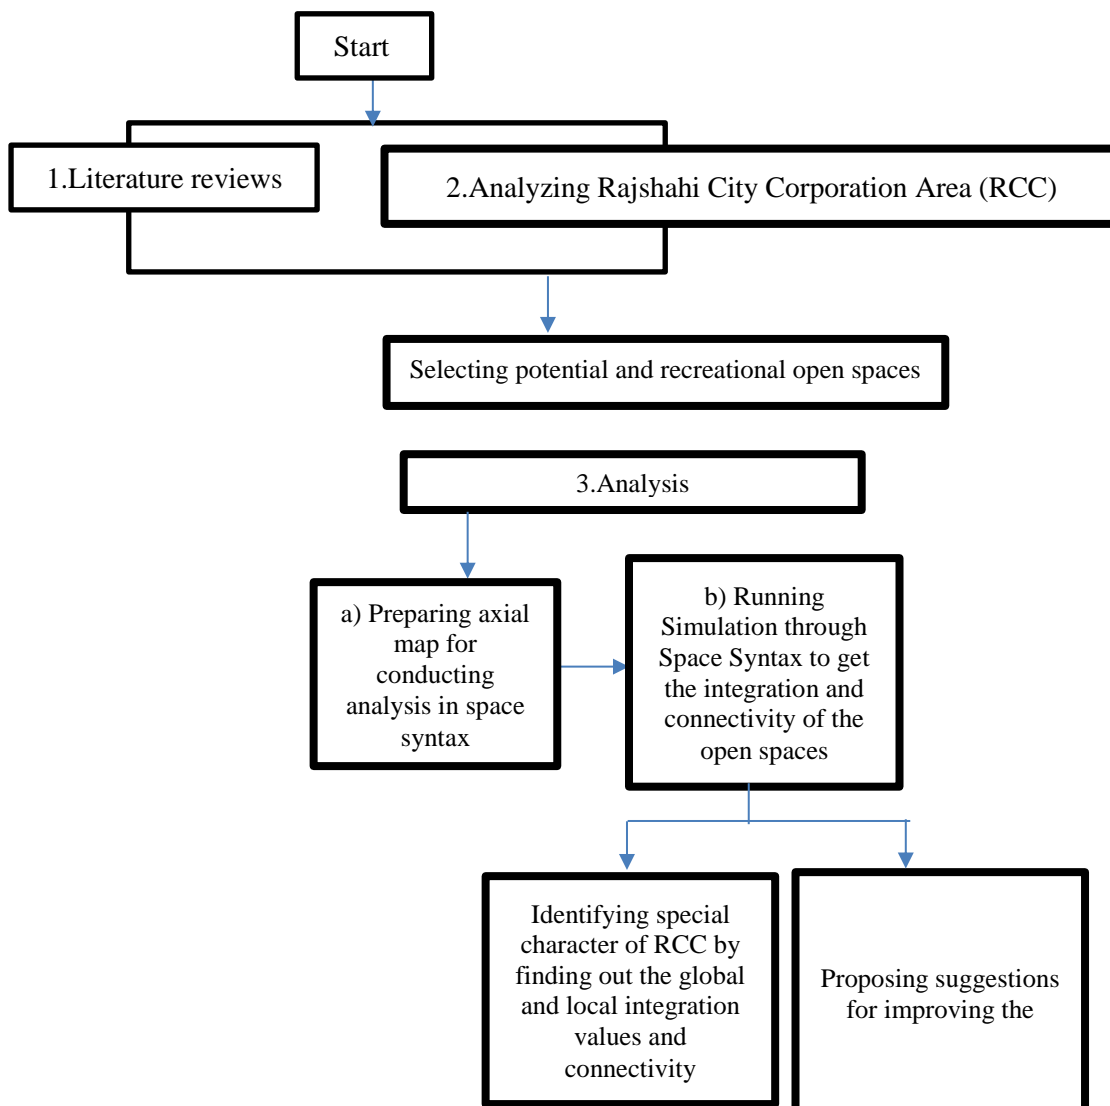 Start
1.Literature reviews
2.Analyzing Rajshahi City Corporation Area (RCC)
Selecting potential and recreational open spaces
3.Analysis
a) Preparing axial
map for
conducting
analysis in space
syntax
b) Running
Simulation through
Space Syntax to get
the integration and
connectivity of the
open spaces
Identifying special
character of RCC by
finding out the global
and local integration
values and
connectivity
Proposing suggestions
for improving the